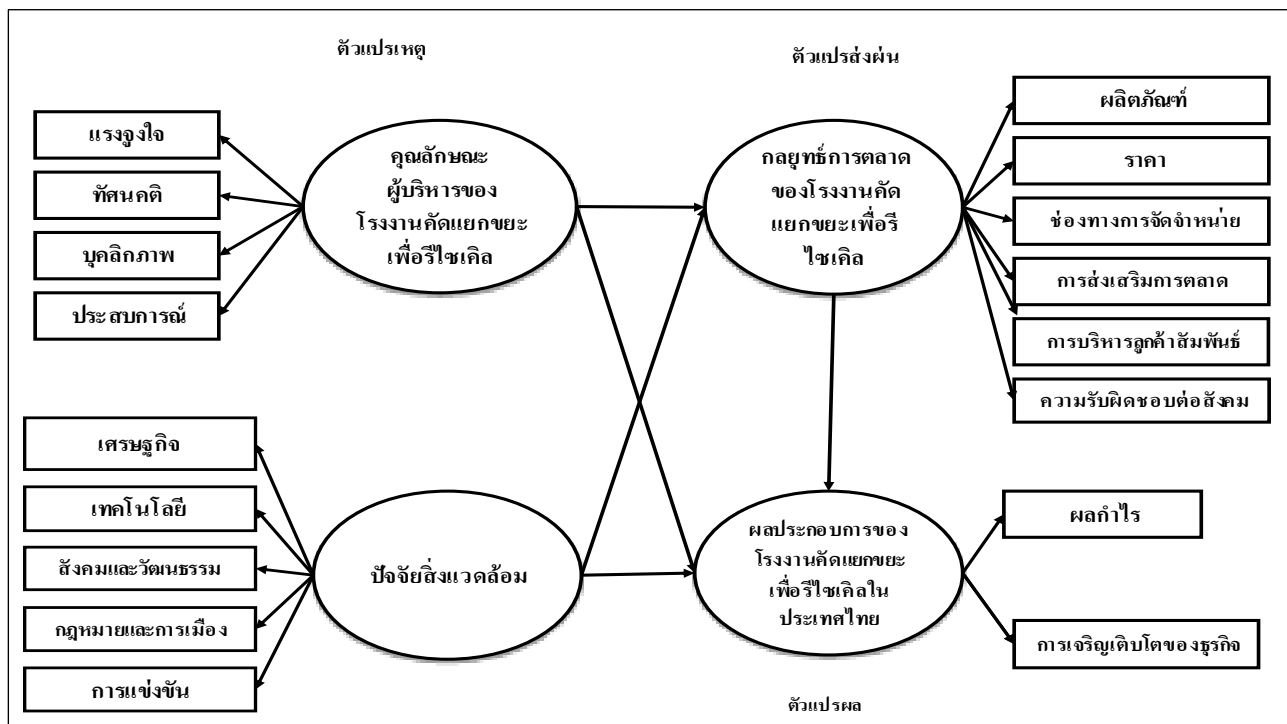 ตัวแปรเหตุ
ตัวแปรส่งผ่น
แรงจูงใจ
ทัศนคติ
บุคลิกภาพ
ประสบการณ์
คุณลักษณะ
ผู้บริหารของ
โรงงานคัดแยกขยะ
เพื่อรีไซเคิล
กลยุทธ์การตลาด
ของโรงงานคัด
แยกขยะเพื่อรี
ไซเคิล
ผลิตภัณฑ์
ราคา
ช่องทางการจัดจำหน่าย
การส่งเสริมการตลาด
การบริหารลูกค้าสัมพันธ์
ความรับผิดชอบต่อสังคม
เศรษฐกิจ
เทคโนโลยี
สังคมและวัฒนธรรม
กฎหมายและการเมือง
การแข่งขัน
ปัจจัยสิ่งแวดล้อม
ผลประกอบการของ
โรงงานคัดแยกขยะ
เพื่อรีไซเคิลใน
ประเทศไทย
ผลกำไร
การเจริญเติบโตของธุรกิจ
ตัวแปรผล